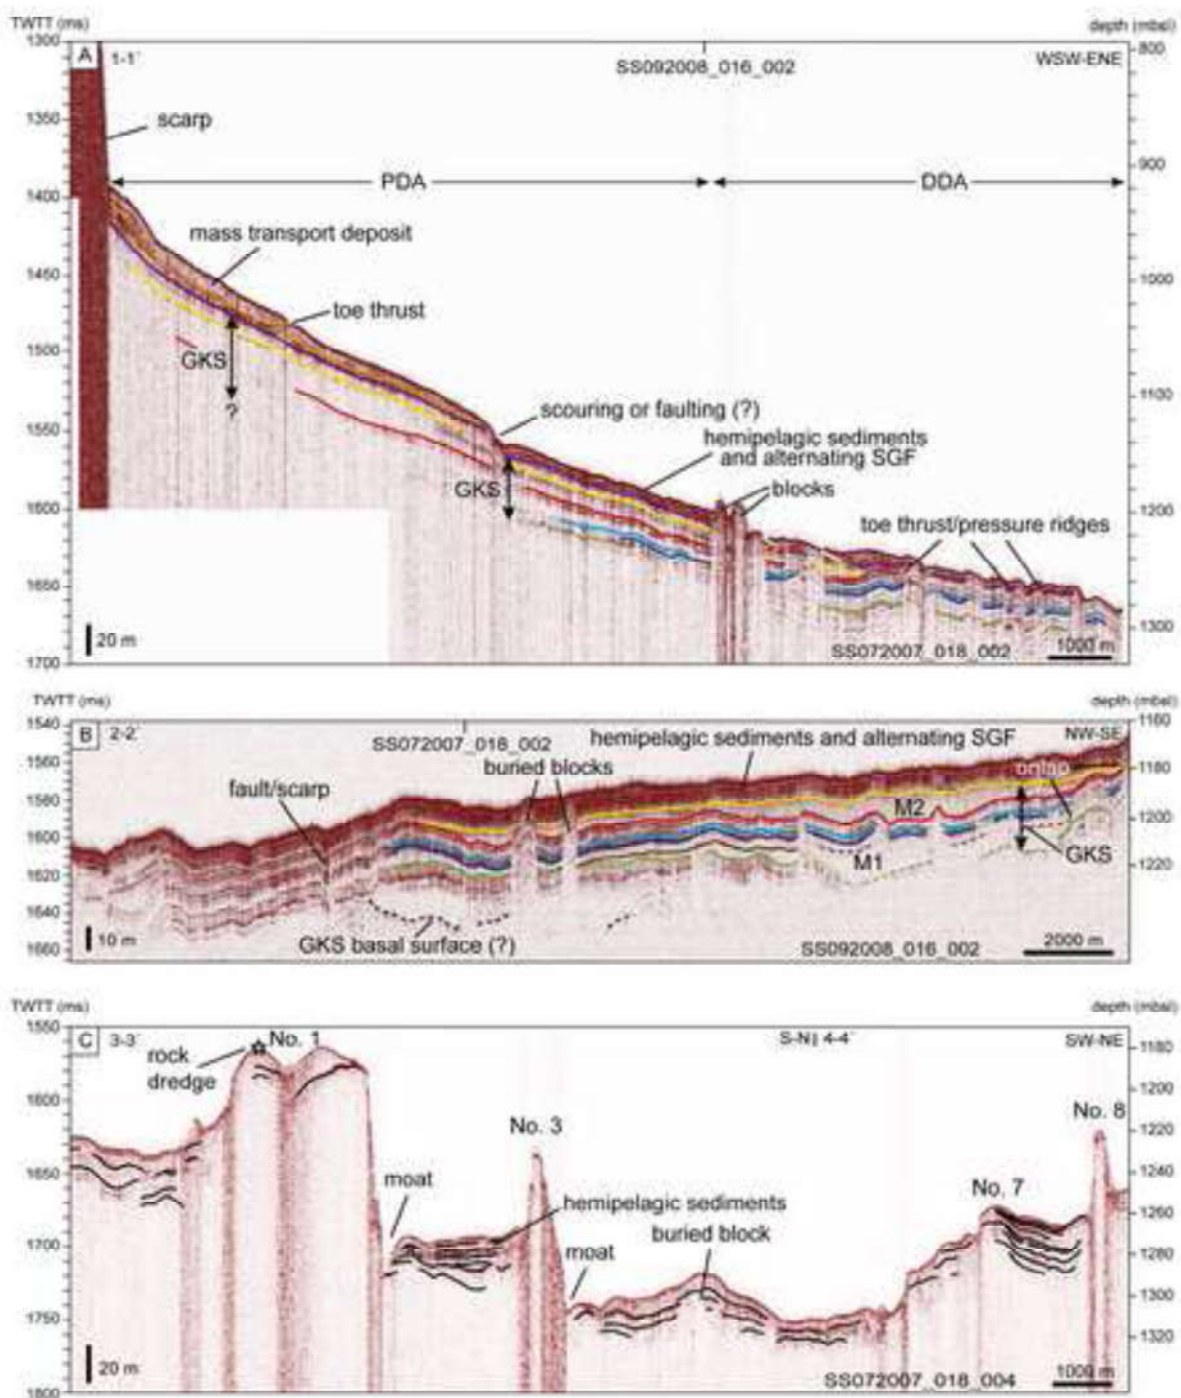 TWTT (ms)
depth (mbsl)
1300
A
1-1´
SS092008_016_002
WSW-ENE
800
1350
scarp
900
PDA
DDA
1400
mass transport deposit
1450
1000
toe thrust
1500
GKS
?
1100
scouring or faulting (?)
1550
hemipelagic sediments
and alternating SGF
GKS
blocks
1600
1200
toe thrust/pressure ridges
1650
20 m
SS072007_018_002
1000 m
1300
1700
TWTT (ms)
depth (mbsl)
1540
B
2-2´
SS072007_018_002
hemipelagic sediments and alternating SGF
NW-SE
1160
1560
buried blocks
onlap
1180
fault/scarp
1580
M2
1200
1600
M1
GKS
1220
1620
1640
10 m
GKS basal surface (?)
SS092008_016_002
2000 m
1660
TWTT (ms)
depth (mbsl)
1550
C
3-3´
rock
dredge
No. 1
S-N|| 4-4´
SW-NE
1180
1200
1600
No. 3
No. 8
1220
1240
1650
moat
No. 7
hemipelagic sediments
1260
1700
moat
buried block
1280
1300
1750
1320
20 m
SS072007_018_004
1000 m
1800